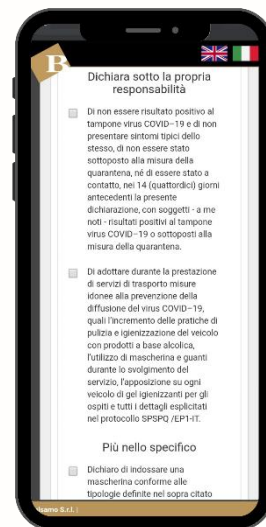 B
Dichiara sotto la propria
responsabilità
Di non essere risultato positivo al
tampone virus COVID–19 e di non
presentare sintomi tipici dello
stesso, di non essere stato
sottoposto alla misura della
quarantena, né di essere stato a
contatto, nei 14 (quattordici) giorni
antecedenti la presente
dichiarazione, con soggetti - a me
noti - risultati positivi al tampone
virus COVID–19 o sottoposti alla
misura della quarantena.
Di adottare durante la prestazione
di servizi di trasporto misure
idonee alla prevenzione della
diffusione del virus COVID–19,
quali l'incremento delle pratiche di
pulizia e igienizzazione del veicolo
con prodotti a base alcolica,
l'utilizzo di mascherina e guanti
durante lo svolgimento del
servizio, l'apposizione su ogni
veicolo di gel igienizzanti per gli
ospiti e tutti i dettagli esplicitati
nel protocollo SPSPQ /EP1-IT.
Più nello specifico
Dichiaro di indossare una
mascherina conforme alle
tipologie definite nel sopra citato
S.r.l. |